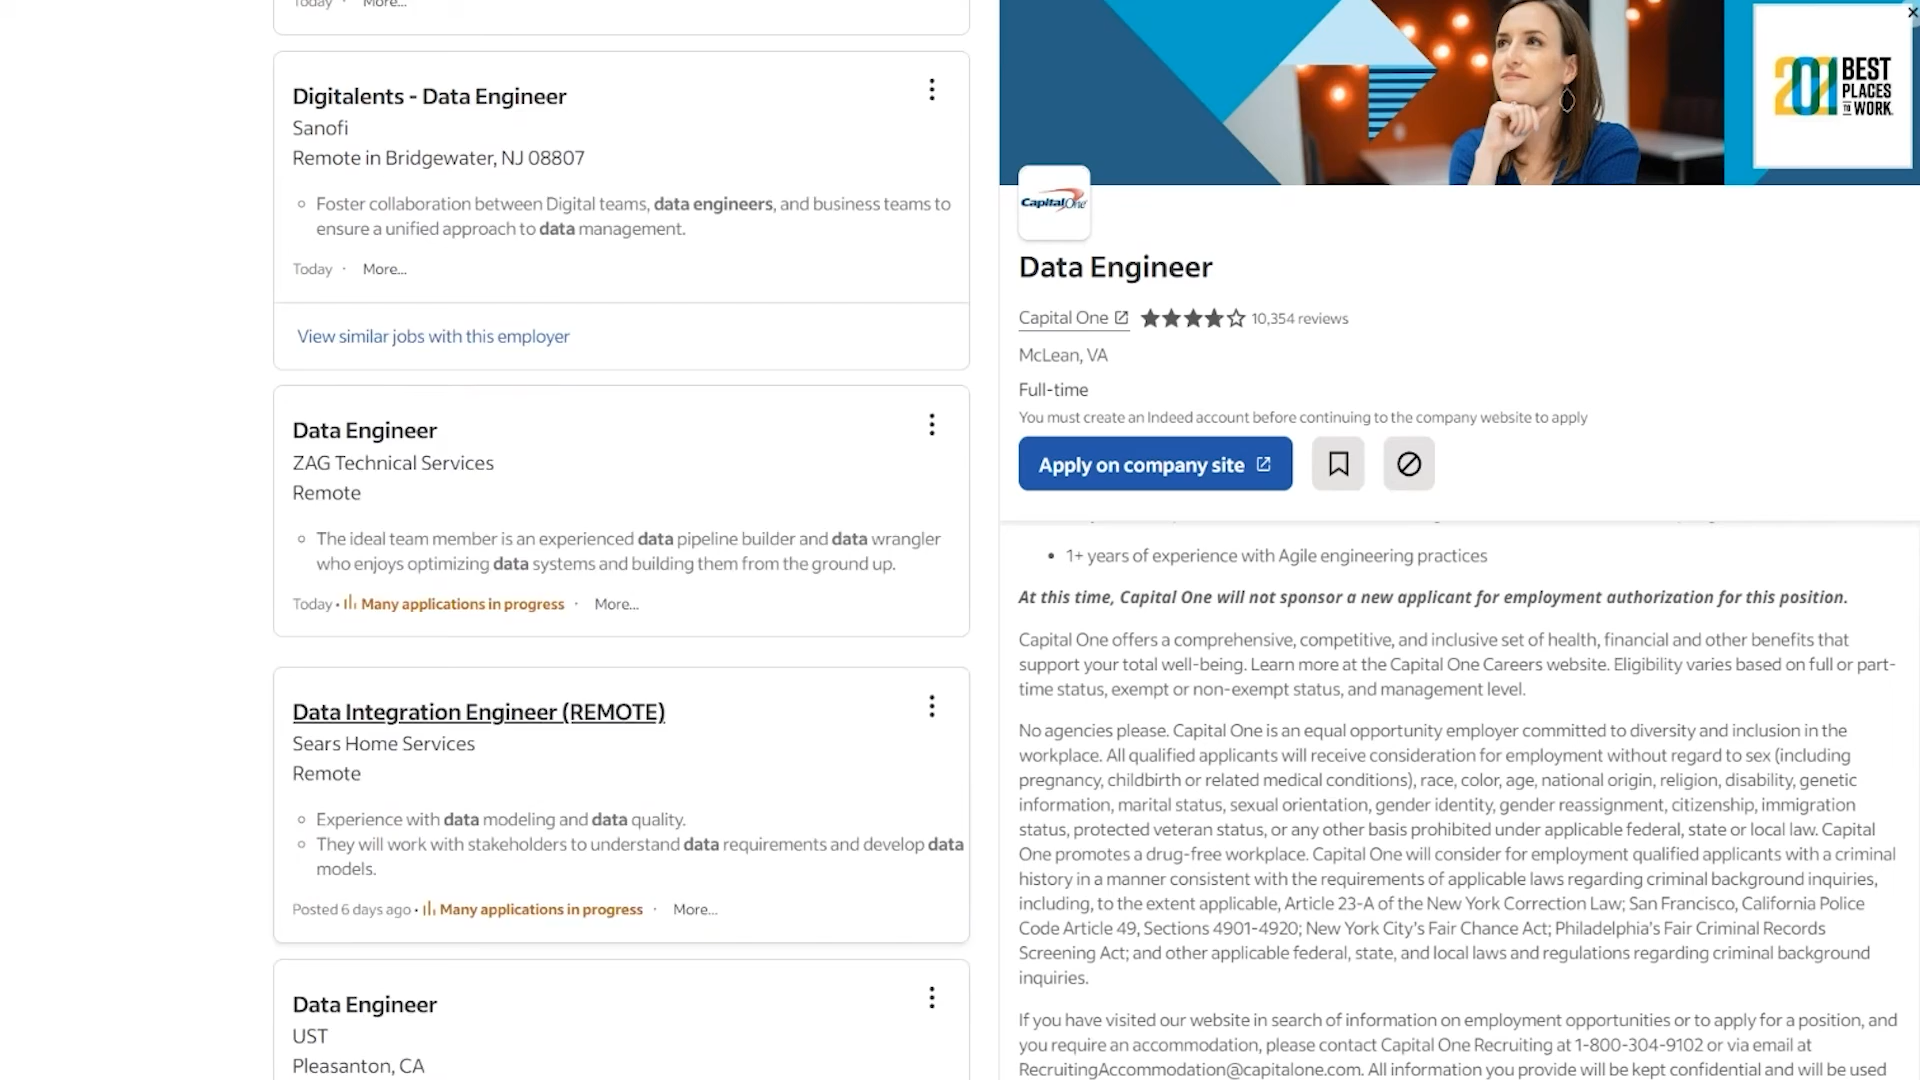 Today · More...
Digitalents - Data Engineer
Sanofi
Remote in Bridgewater, NJ 08807
Foster collaboration between Digital teams, data engineers, and business teams to
ensure a unified approach to data management.
Today · More...
View similar jobs with this employer
Data Engineer
ZAG Technical Services
Remote
The ideal team member is an experienced data pipeline builder and data wrangler
who enjoys optimizing data systems and building them from the ground up.
Today • Many applications in progress · More...
Data Integration Engineer (REMOTE)
Sears Home Services
Remote
Experience with data modeling and data quality.
They will work with stakeholders to understand data requirements and develop data
models.
Posted 6 days ago • Many applications in progress · More...
Data Engineer
UST
Pleasanton, CA
2021 BEST
PLACES
TO WORK
Capital One
Data Engineer
Capital One 10,354 reviews
McLean, VA
Full-time
You must create an Indeed account before continuing to the company website to apply
Apply on company site
• 1+ years of experience with Agile engineering practices
At this time, Capital One will not sponsor a new applicant for employment authorization for this position.
Capital One offers a comprehensive, competitive, and inclusive set of health, financial and other benefits that
support your total well-being. Learn more at the Capital One Careers website. Eligibility varies based on full or part-
time status, exempt or non-exempt status, and management level.
No agencies please. Capital One is an equal opportunity employer committed to diversity and inclusion in the
workplace. All qualified applicants will receive consideration for employment without regard to sex (including
pregnancy, childbirth or related medical conditions), race, color, age, national origin, religion, disability, genetic
information, marital status, sexual orientation, gender identity, gender reassignment, citizenship, immigration
status, protected veteran status, or any other basis prohibited under applicable federal, state or local law. Capital
One promotes a drug-free workplace. Capital One will consider for employment qualified applicants with a criminal
history in a manner consistent with the requirements of applicable laws regarding criminal background inquiries,
including, to the extent applicable, Article 23-A of the New York Correction Law; San Francisco, California Police
Code Article 49, Sections 4901-4920; New York City's Fair Chance Act; Philadelphia's Fair Criminal Records
Screening Act; and other applicable federal, state, and local laws and regulations regarding criminal background
inquiries.
If you have visited our website in search of information on employment opportunities or to apply for a position, and
you require an accommodation, please contact Capital One Recruiting at 1-800-304-9102 or via email at
RecruitingAccommodation@capitalone.com. All information you provide will be kept confidential and will be used